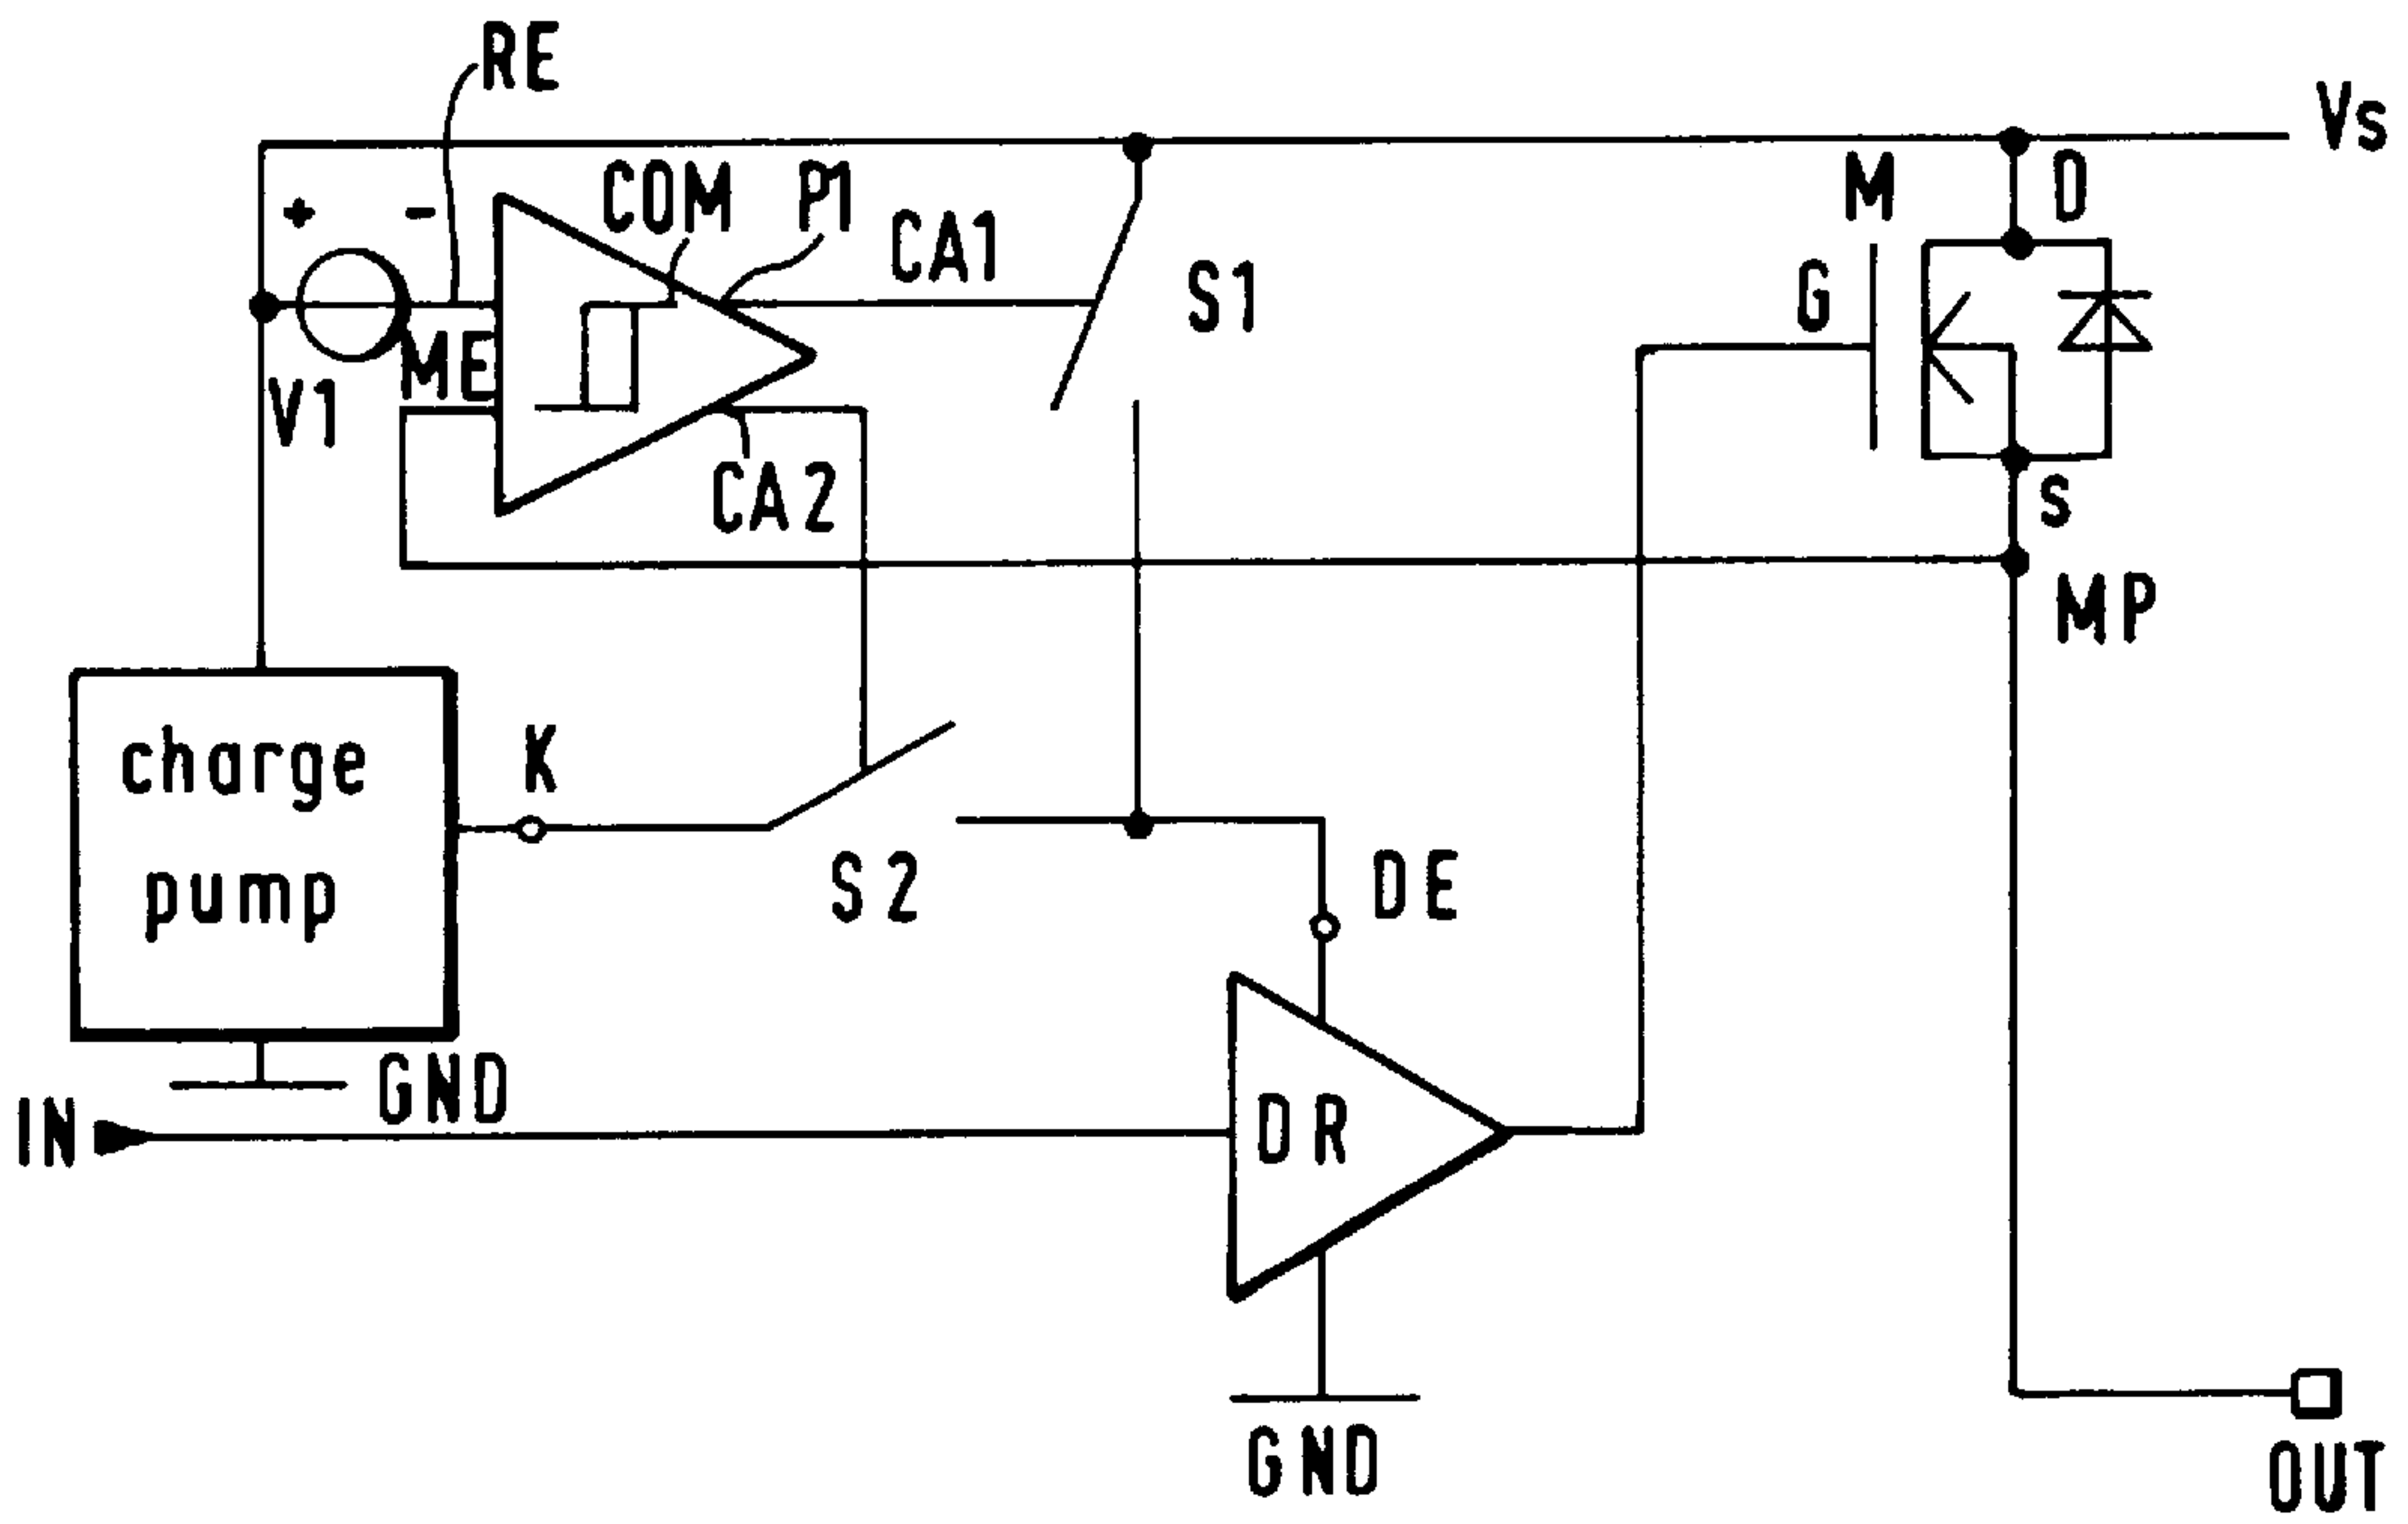 RE
Vs
COM
P1
CA1
M
D
+ -
S1
G
ME
V1
CA2
S
MP
charge
pump
K
S2
DE
GND
IN
DR
GND
OUT